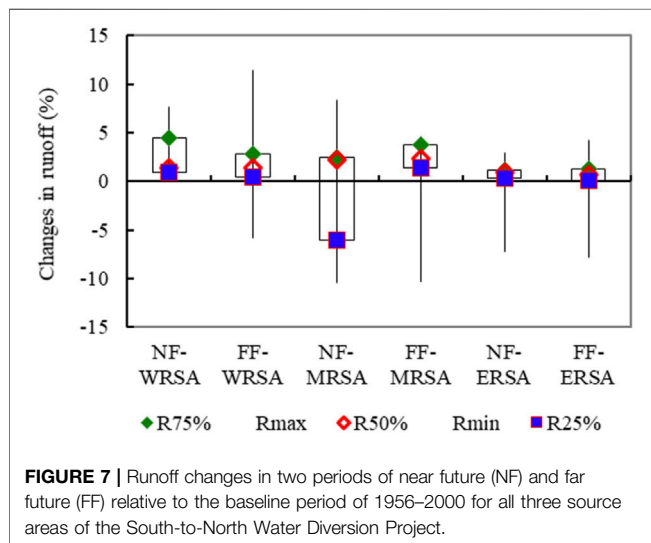 15
10
5
0
-5
-10
-15
Changes in runoff (%)
NF- FF- NF- FF- NF- FF-
WRSA WRSA MRSA MRSA ERSA ERSA
R75% Rmax R50% Rmin R25%
FIGURE 7 | Runoff changes in two periods of near future (NF) and far
future (FF) relative to the baseline period of 1956–2000 for all three source
areas of the South-to-North Water Diversion Project.